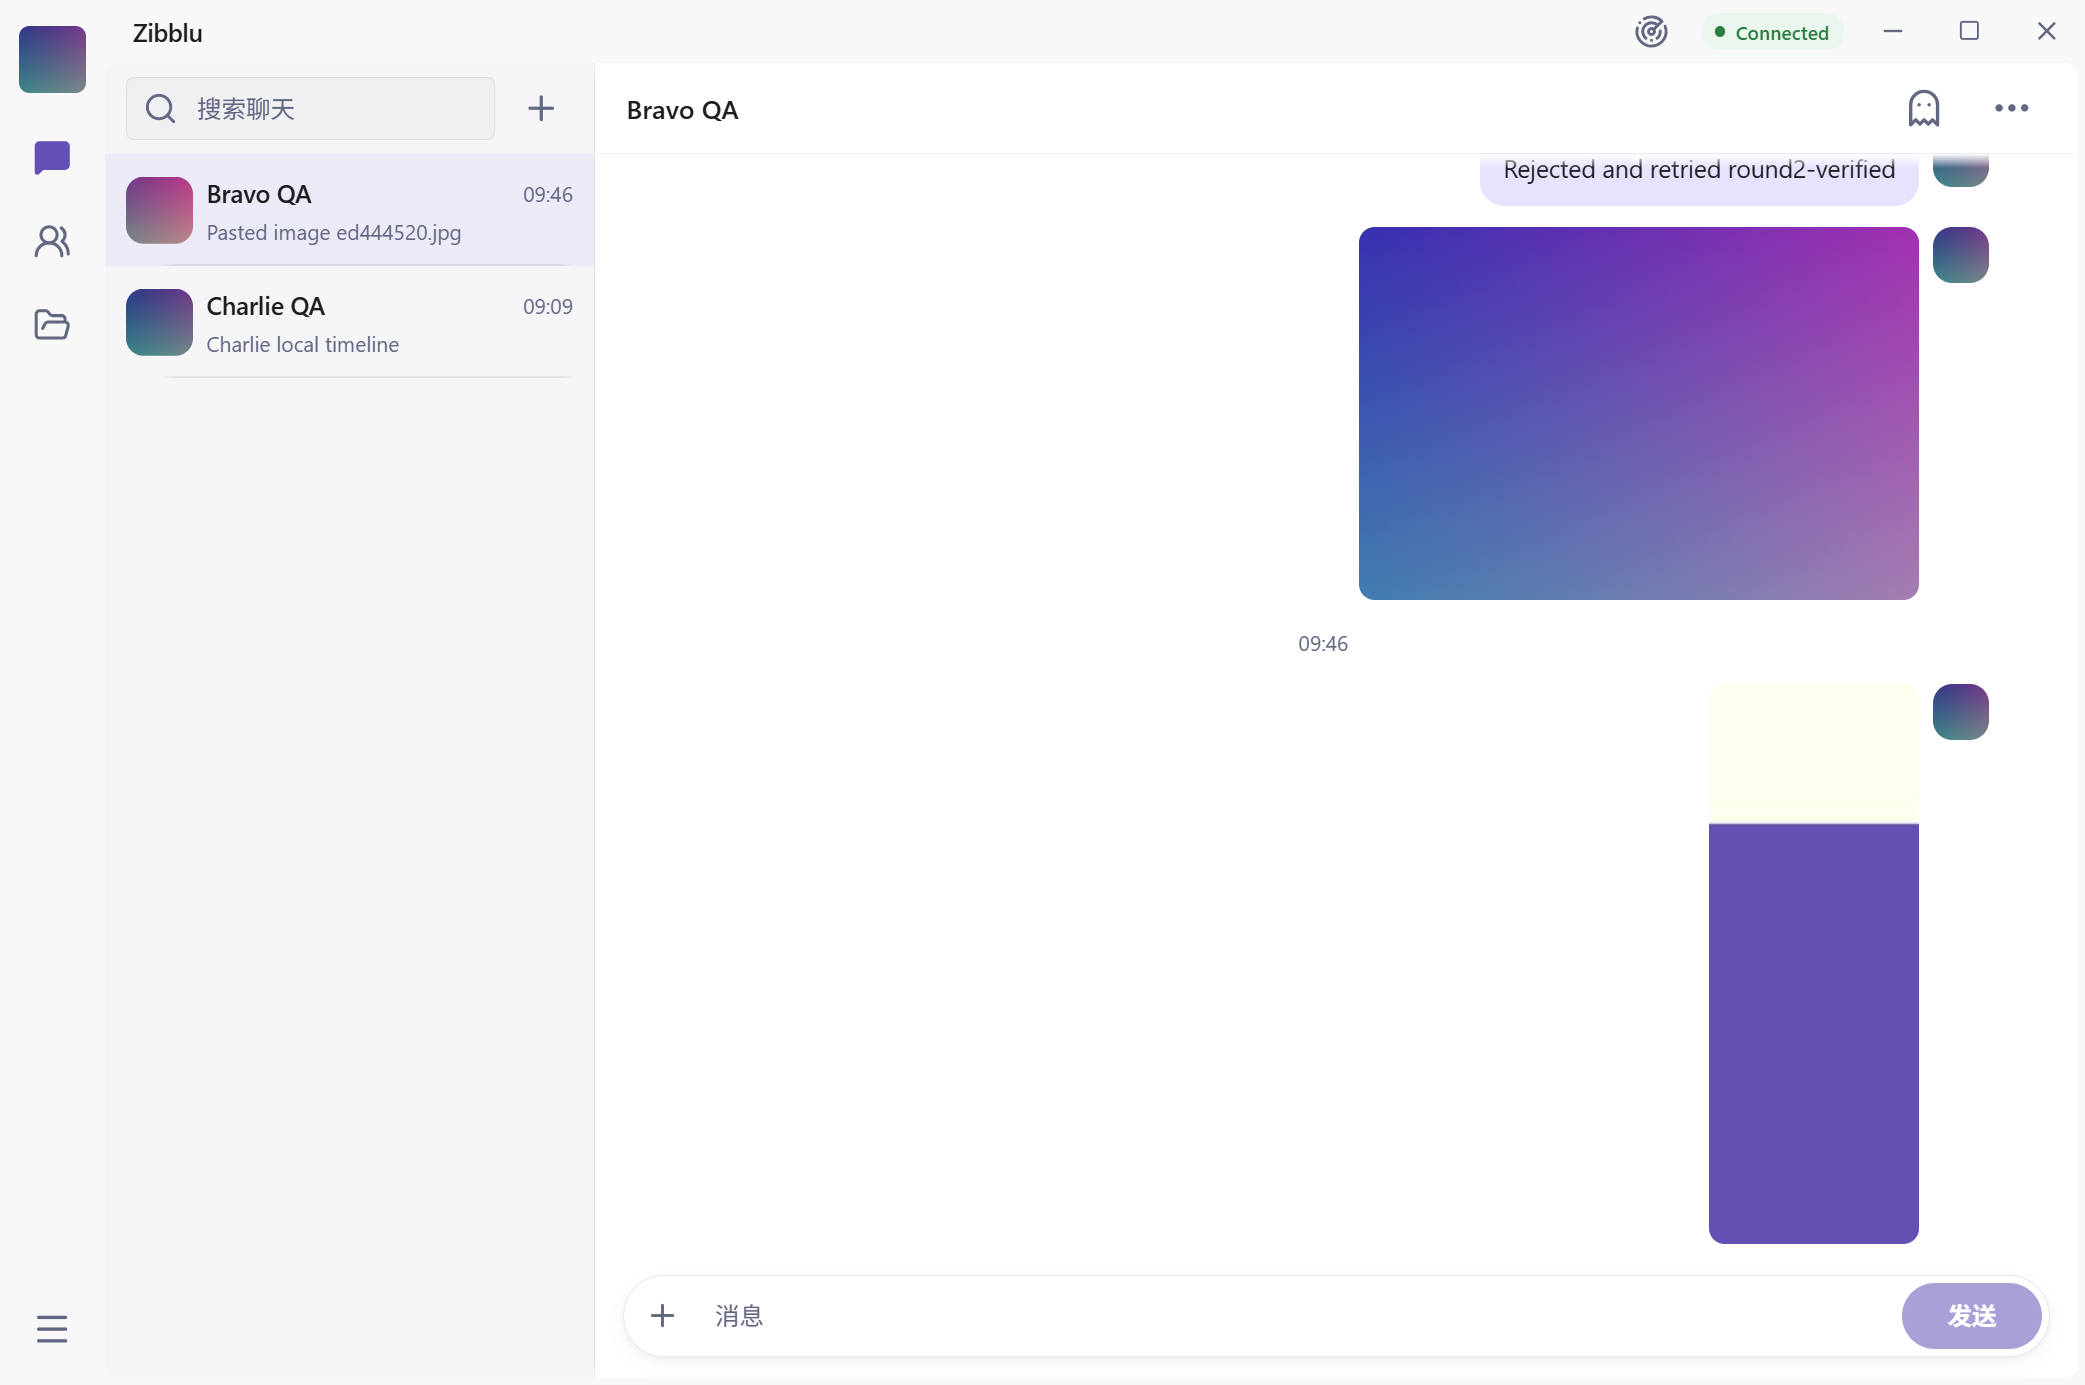 Zibblu
Connected
搜索聊天
Bravo QA
09:46
Pasted image ed444520.jpg
Charlie QA
09:09
Charlie local timeline
Bravo QA
Rejected and retried round2-verified
09:46
消息
发送